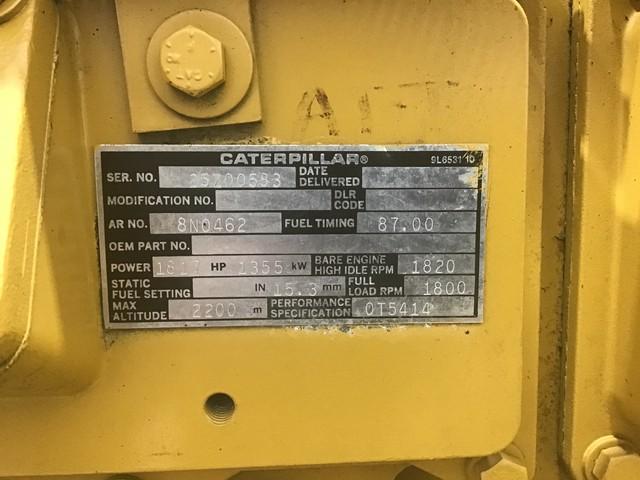 CAT
CATERPILLAR® 9L6531 10
SER. NO. 25Z00583 DATE DELIVERED
MODIFICATION NO. DLR CODE
AR NO. 8N0462 FUEL TIMING 87.00
OEM PART NO.
POWER HP 1355 kW BARE ENGINE HIGH IDLE RPM 1820
STATIC FUEL SETTING IN 15.3 mm FULL LOAD RPM 1800
MAX ALTITUDE 2200 m PERFORMANCE SPECIFICATION 0T5414